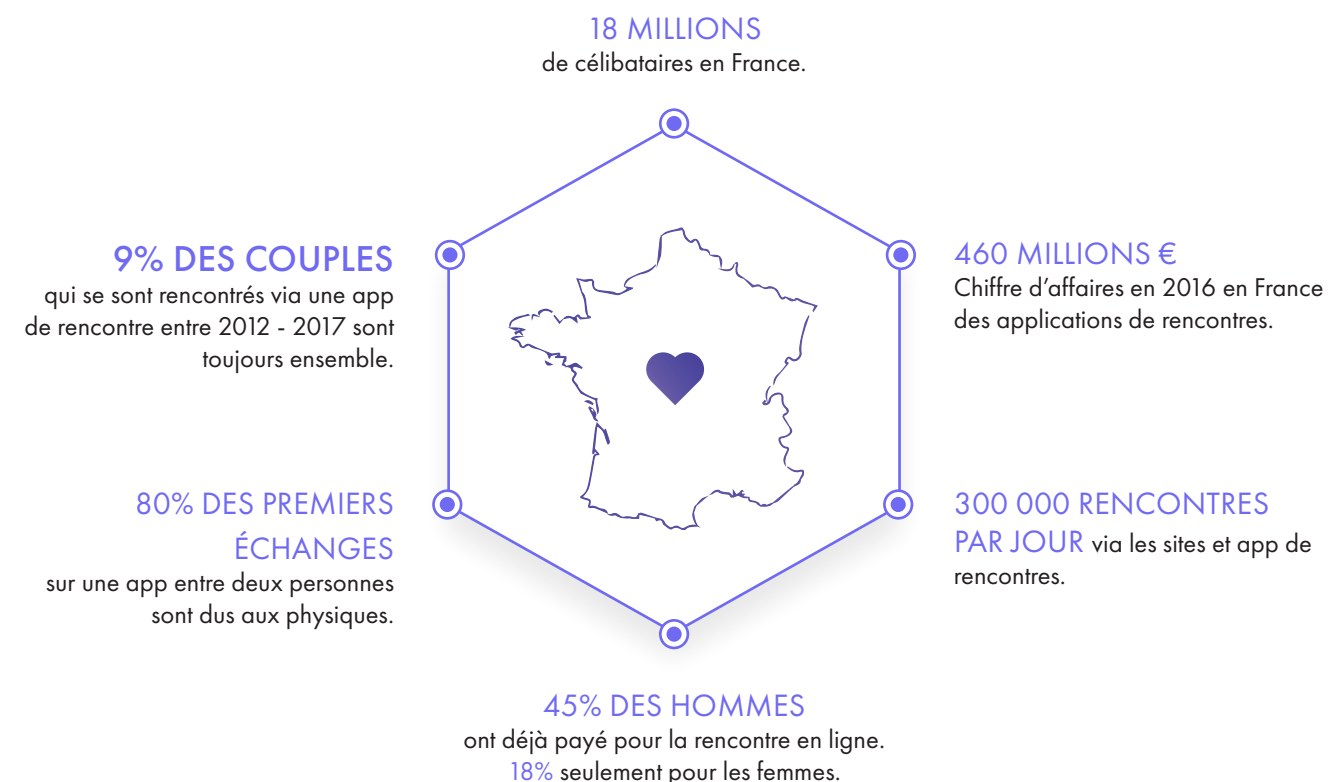 18 MILLIONS
de célibataires en France.
9% DES COUPLES
qui se sont rencontrés via une app
de rencontre entre 2012 - 2017 sont
toujours ensemble.
460 MILLIONS €
Chiffre d’affaires en 2016 en France
des applications de rencontres.
80% DES PREMIERS
ÉCHANGES
sur une app entre deux personnes
sont dus aux physiques.
300 000 RENCONTRES
PAR JOUR via les sites et app de
rencontres.
45% DES HOMMES
ont déjà payé pour la rencontre en ligne.
18% seulement pour les femmes.